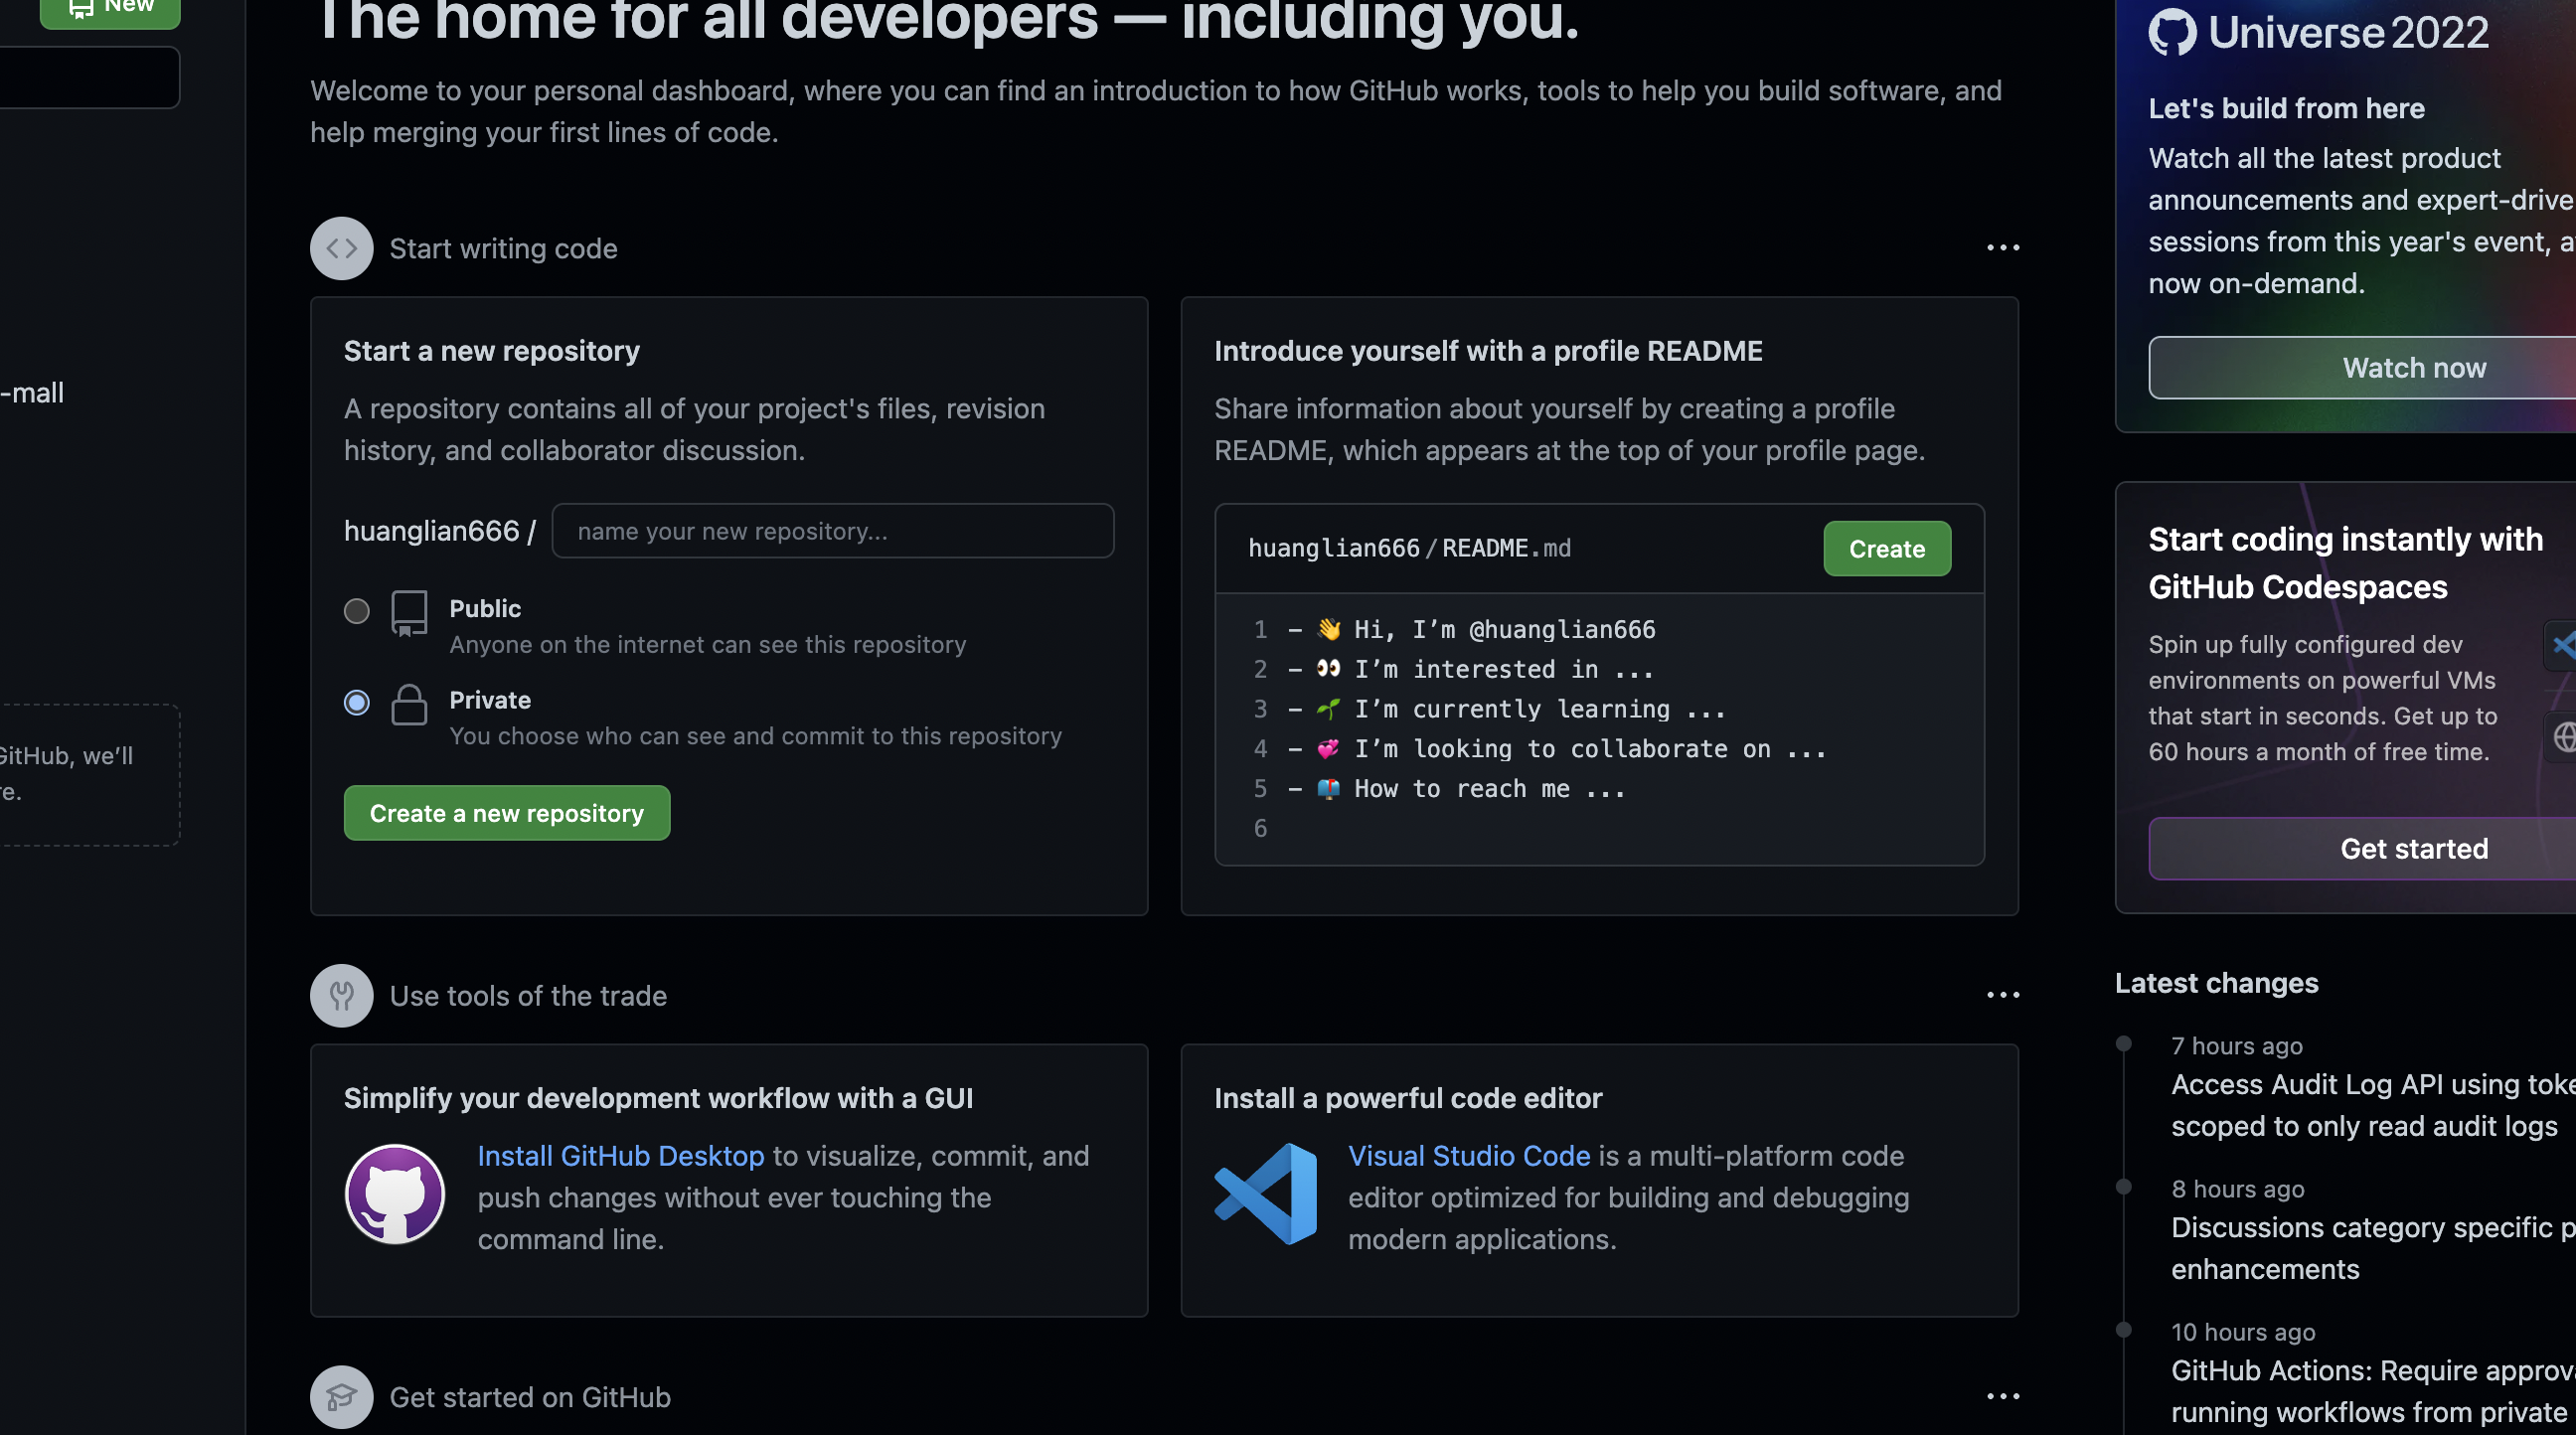 New
-mall
GitHub, we’ll
re.
The home for all developers — including you.
Welcome to your personal dashboard, where you can find an introduction to how GitHub works, tools to help you build software, and
help merging your first lines of code.
Start writing code
Start a new repository
A repository contains all of your project's files, revision
history, and collaborator discussion.
huanglian666 / name your new repository...
Public
Anyone on the internet can see this repository
Private
You choose who can see and commit to this repository
Create a new repository
Introduce yourself with a profile README
Share information about yourself by creating a profile
README, which appears at the top of your profile page.
huanglian666/README.md Create
1 - 👋 Hi, I’m @huanglian666
2 - 👀 I’m interested in ...
3 - 🌱 I’m currently learning ...
4 - 💞️ I’m looking to collaborate on ...
5 - 📫 How to reach me ...
6
Use tools of the trade
Simplify your development workflow with a GUI
Install GitHub Desktop to visualize, commit, and
push changes without ever touching the
command line.
Install a powerful code editor
Visual Studio Code is a multi-platform code
editor optimized for building and debugging
modern applications.
Get started on GitHub
Universe 2022
Let's build from here
Watch all the latest product
announcements and expert-drive
sessions from this year's event, a
now on-demand.
Watch now
Start coding instantly with
GitHub Codespaces
Spin up fully configured dev
environments on powerful VMs
that start in seconds. Get up to
60 hours a month of free time.
Get started
Latest changes
7 hours ago
Access Audit Log API using toke
scoped to only read audit logs
8 hours ago
Discussions category specific p
enhancements
10 hours ago
GitHub Actions: Require approva
running workflows from private